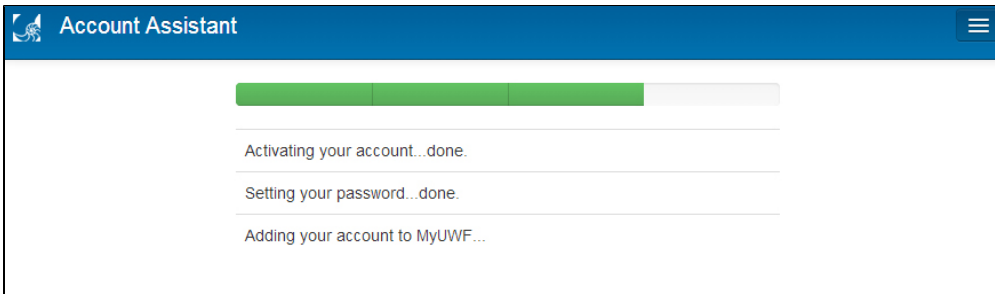 Account Assistant
Activating your account...done.
Setting your password...done.
Adding your account to MyUWF...